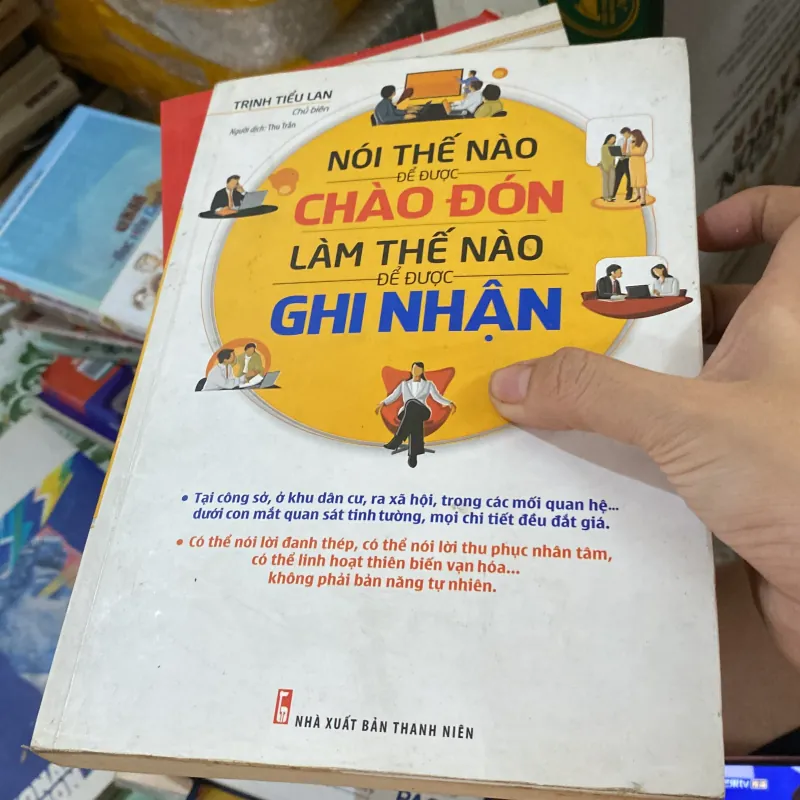 TRỊNH TIỂU LAN
Chủ biên
Người dịch: Thu Trần
NÓI THẾ NÀO
ĐỂ ĐƯỢC
CHÀO ĐÓN
LÀM THẾ NÀO
ĐỂ ĐƯỢC
GHI NHẬN
• Tại công sở, ở khu dân cư, ra xã hội, trong các mối quan hệ...
dưới con mắt quan sát tinh tường, mọi chi tiết đều đắt giá.
• Có thể nói lời đanh thép, có thể nói lời thu phục nhân tâm,
có thể linh hoạt thiên biến vạn hóa...
không phải bản năng tự nhiên.
NHÀ XUẤT BẢN THANH NIÊN